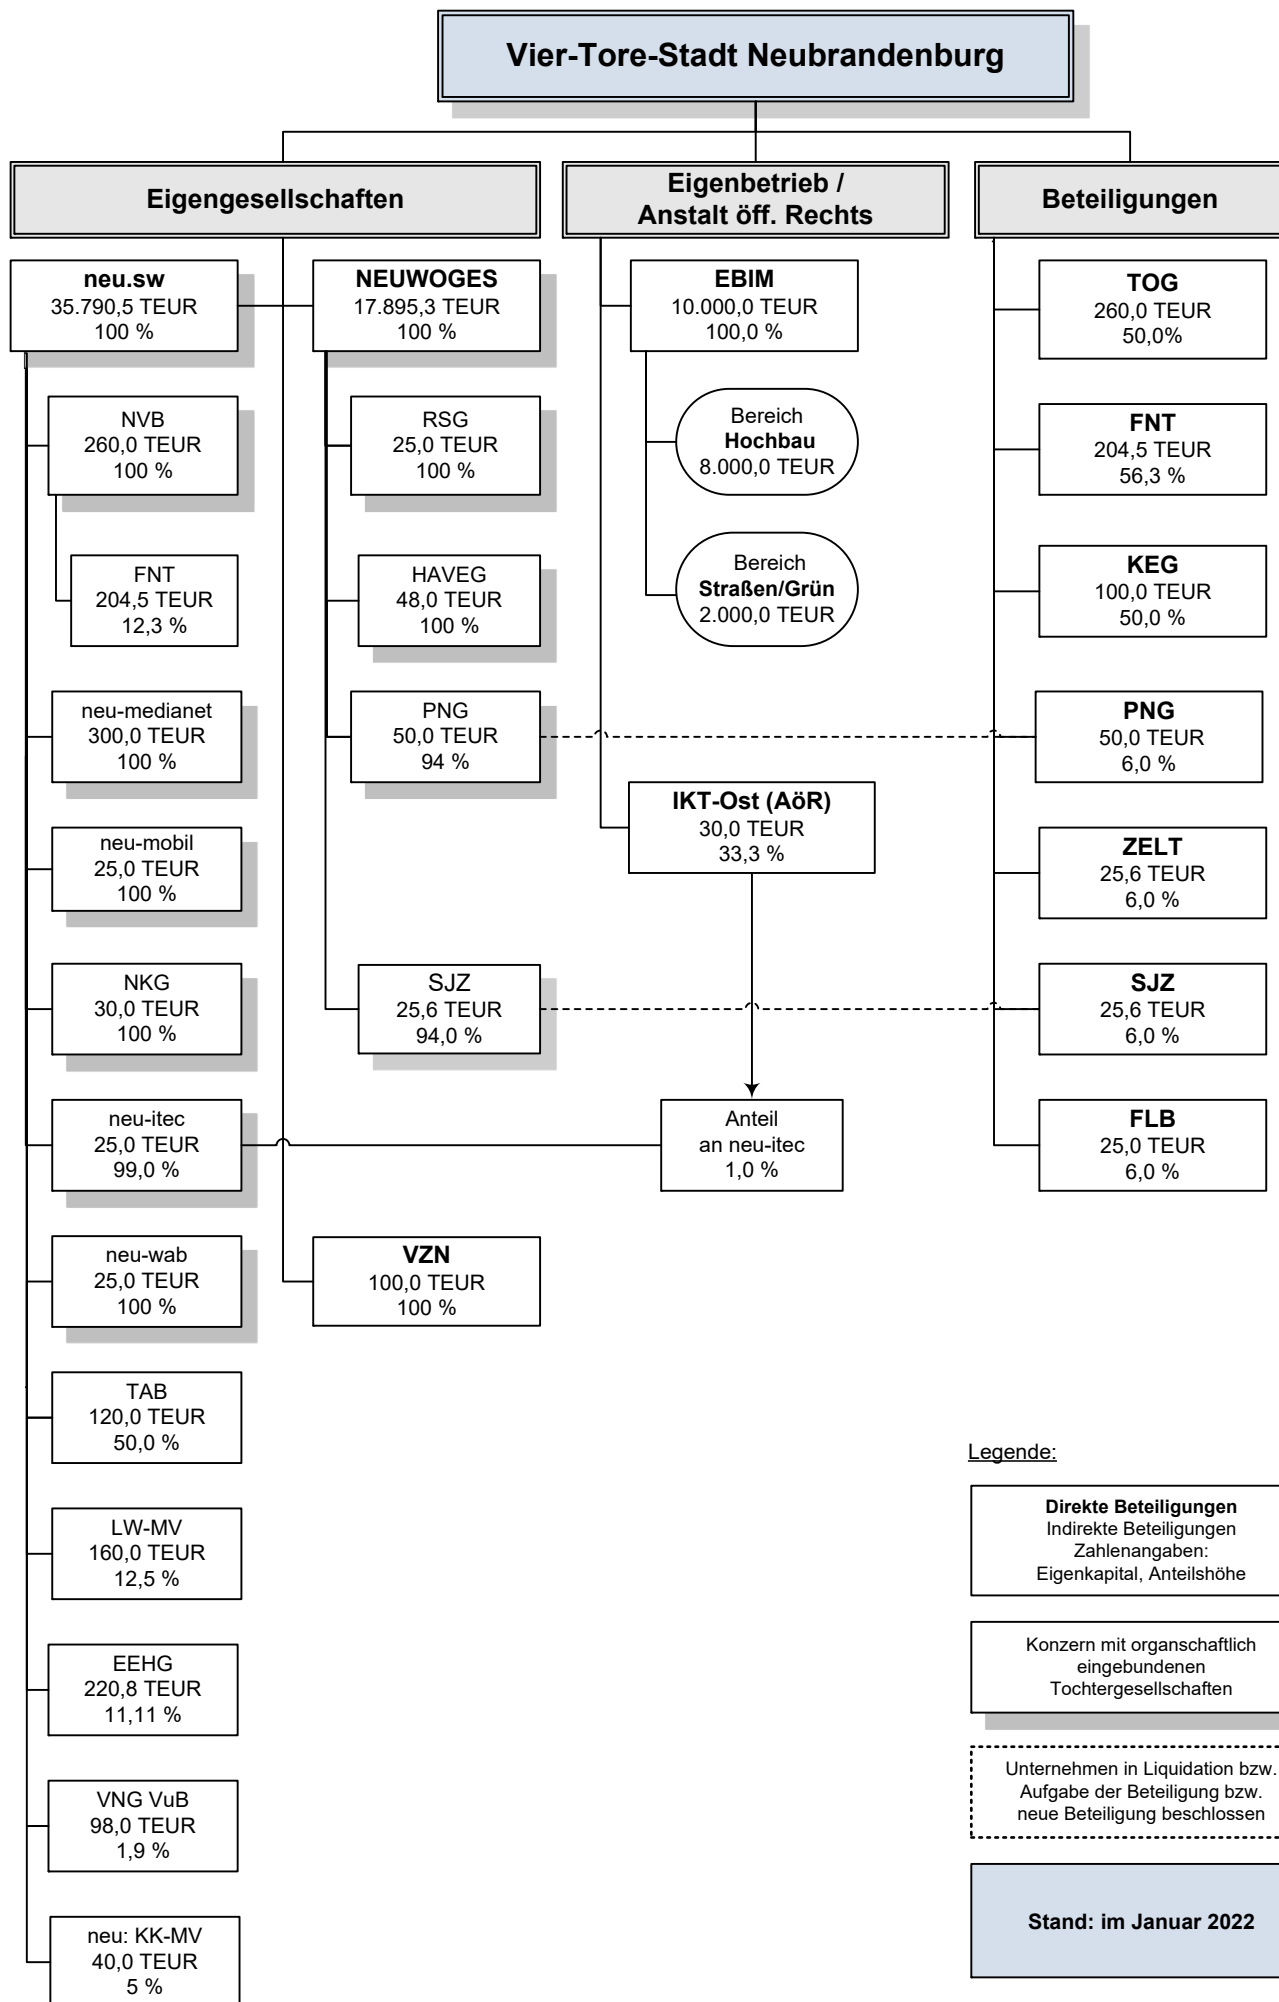 Vier-Tore-Stadt Neubrandenburg
Eigengesellschaften
Eigenbetrieb /
Anstalt öff. Rechts
Beteiligungen
neu.sw
35.790,5 TEUR
100 %
NVB
260,0 TEUR
100 %
FNT
204,5 TEUR
12,3 %
neu-medianet
300,0 TEUR
100 %
neu-mobil
25,0 TEUR
100 %
NKG
30,0 TEUR
100 %
neu-itec
25,0 TEUR
99,0 %
neu-wab
25,0 TEUR
100 %
TAB
120,0 TEUR
50,0 %
LW-MV
160,0 TEUR
12,5 %
EEHG
220,8 TEUR
11,11 %
VNG VuB
98,0 TEUR
1,9 %
neu: KK-MV
40,0 TEUR
5 %
NEUWOGES
17.895,3 TEUR
100 %
RSG
25,0 TEUR
100 %
HAVEG
48,0 TEUR
100 %
PNG
50,0 TEUR
94 %
SJZ
25,6 TEUR
94,0 %
VZN
100,0 TEUR
100 %
EBIM
10.000,0 TEUR
100,0 %
Bereich
Hochbau
8.000,0 TEUR
Bereich
Straßen/Grün
2.000,0 TEUR
IKT-Ost (AöR)
30,0 TEUR
33,3 %
Anteil
an neu-itec
1,0 %
TOG
260,0 TEUR
50,0%
FNT
204,5 TEUR
56,3 %
KEG
100,0 TEUR
50,0 %
PNG
50,0 TEUR
6,0 %
ZELT
25,6 TEUR
6,0 %
SJZ
25,6 TEUR
6,0 %
FLB
25,0 TEUR
6,0 %
Legende:
Direkte Beteiligungen
Indirekte Beteiligungen
Zahlenangaben:
Eigenkapital, Anteilshöhe
Konzern mit organschaftlich
eingebundenen
Tochtergesellschaften
Unternehmen in Liquidation bzw.
Aufgabe der Beteiligung bzw.
neue Beteiligung beschlossen
Stand: im Januar 2022